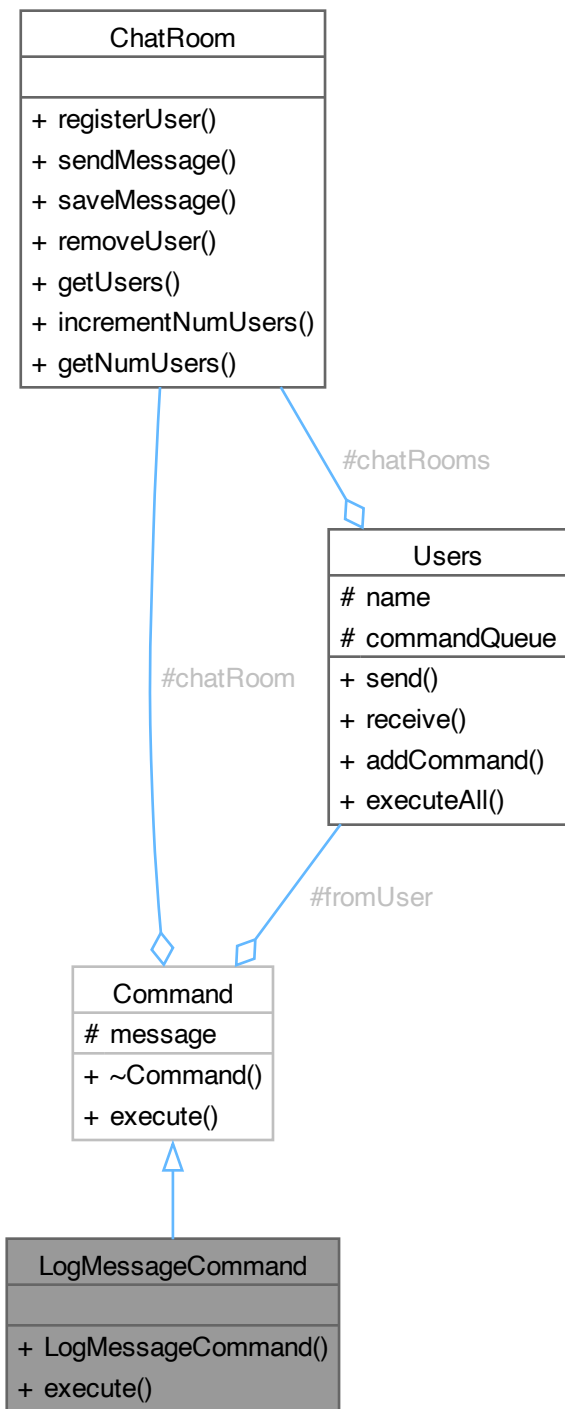 ChatRoom
+ registerUser()
+ sendMessage()
+ saveMessage()
+ removeUser()
+ getUsers()
+ incrementNumUsers()
+ getNumUsers()
#chatRooms
Users
# name
# commandQueue
+ send()
+ receive()
+ addCommand()
+ executeAll()
#chatRoom
#fromUser
Command
# message
+ ~Command()
+ execute()
LogMessageCommand
+ LogMessageCommand()
+ execute()